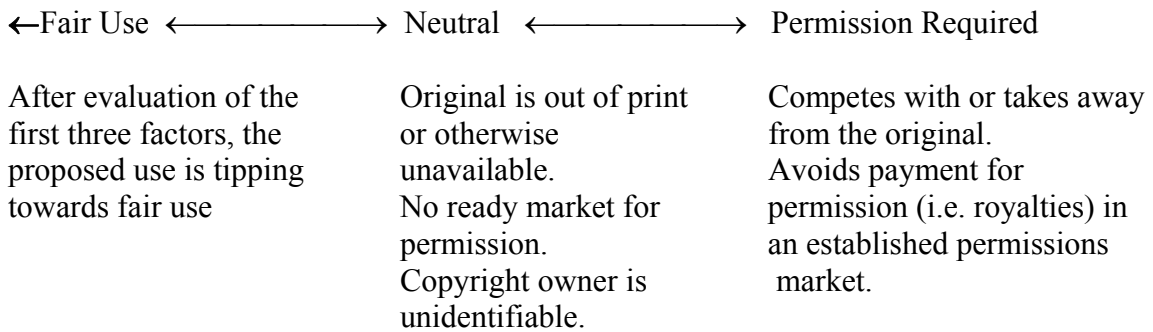 ←Fair Use ←⎯⎯⎯⎯⎯→ Neutral ←⎯⎯⎯⎯⎯→ Permission Required
After evaluation of the
first three factors, the
proposed use is tipping
towards fair use
Original is out of print
or otherwise
unavailable.
No ready market for
permission.
Copyright owner is
unidentifiable.
Competes with or takes away
from the original.
Avoids payment for
permission (i.e. royalties) in
an established permissions
market.